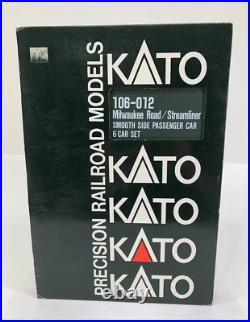 PRECISION RAILROAD MODELS
KATO
106-012
Milwaukee Road/Streamliner
SMOOTH SIDE PASSENGER CAR
6 CAR SET
KATO
KATO
KATO
KATO